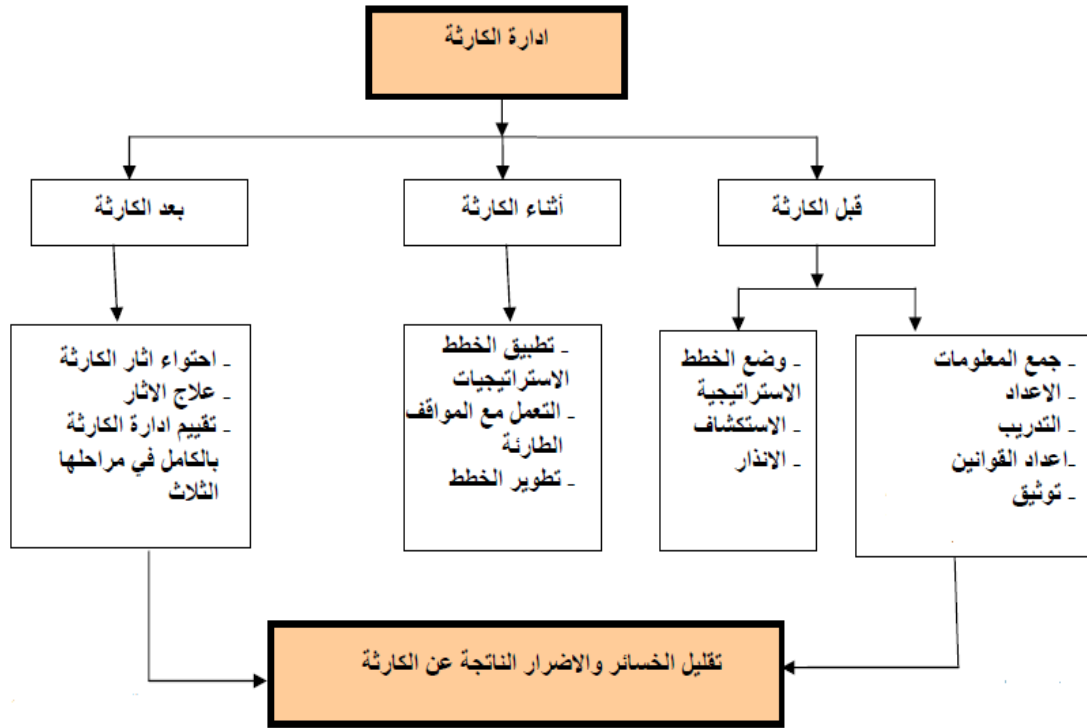 ادارة الكارثة
قبل الكارثة
أثناء الكارثة
بعد الكارثة
- جمع المعلومات
- الاعداد
- التدريب
-اعداد القوانين
- توثيق
- وضع الخطط
الاستراتيجية
- الاستكشاف
- الانذار
- تطبيق الخطط
الاستراتيجيات
- التعمل مع المواقف
الطارئة
- تطوير الخطط
- احتواء اثار الكارثة
- علاج الاثار
- تقييم ادارة الكارثة
بالكامل في مراحلها
الثلاث
تقليل الخسائر والاضرار الناتجة عن الكارثة